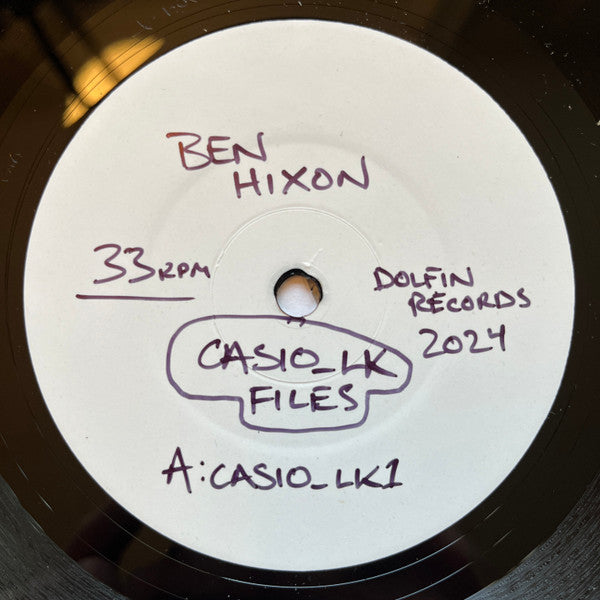 BEN
HIXON
33RPM
DOLFIN
RECORDS
2024
CASIO_LK
FILES
A:CASIO_LK1